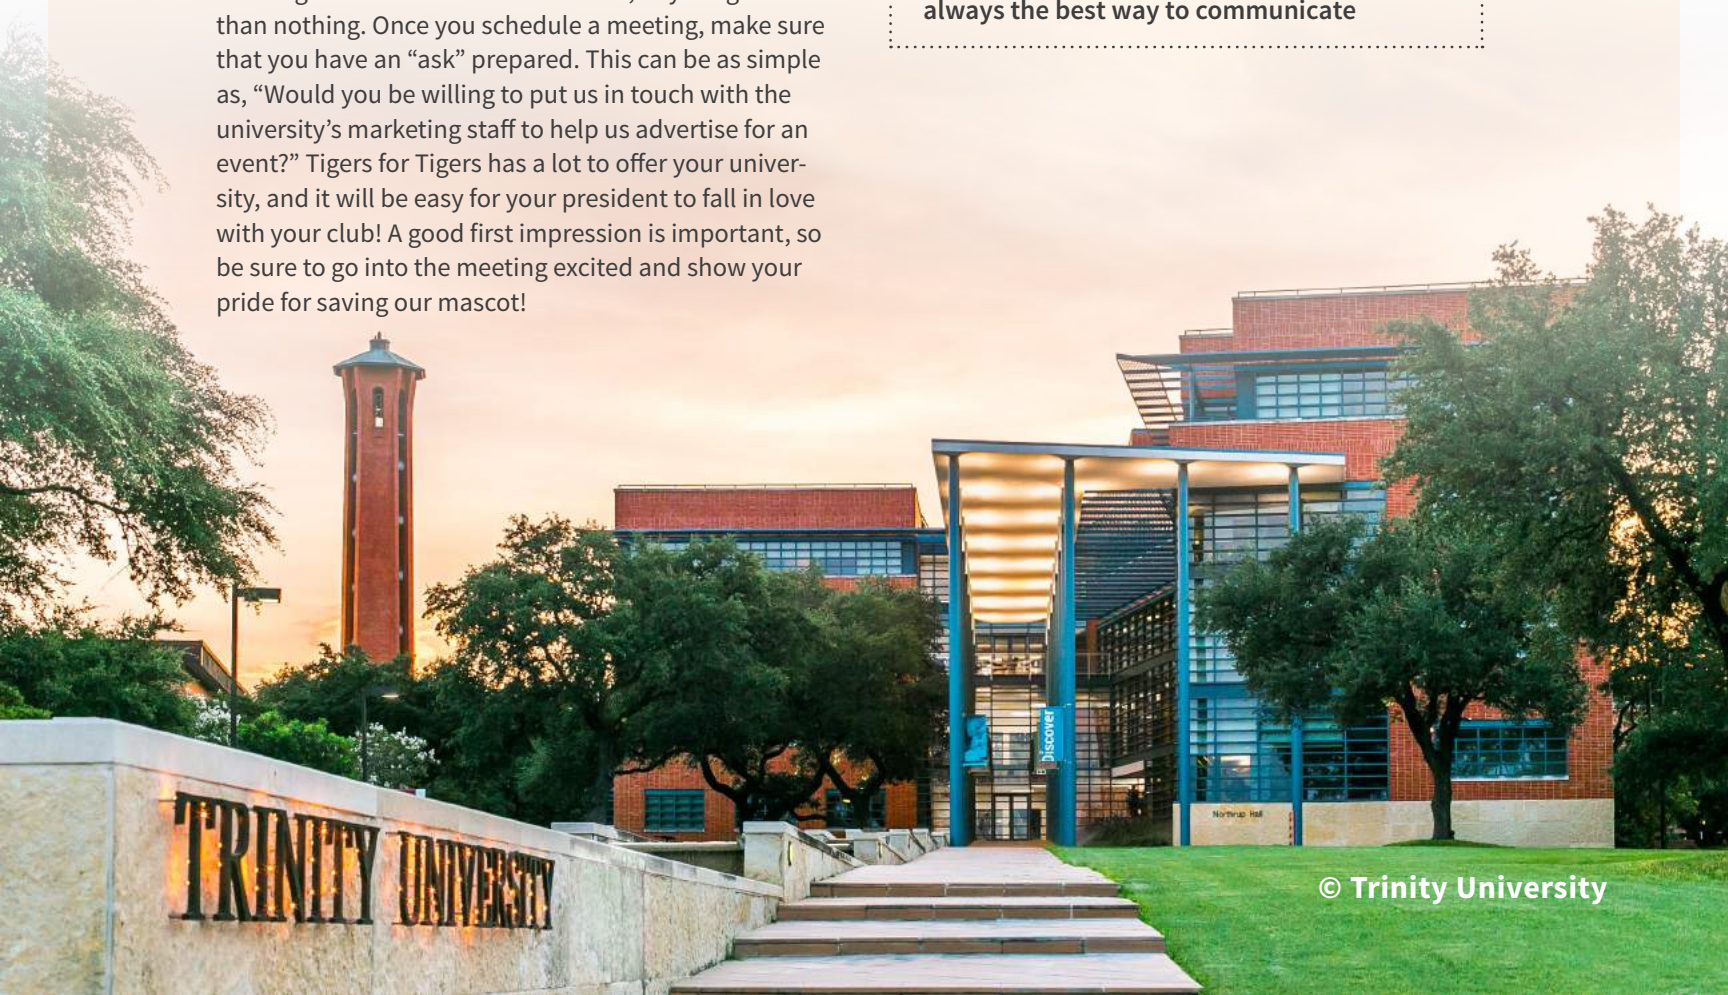 than nothing. Once you schedule a meeting, make sure
that you have an “ask” prepared. This can be as simple
as, “Would you be willing to put us in touch with the
university’s marketing staff to help us advertise for an
event?” Tigers for Tigers has a lot to offer your univer-
sity, and it will be easy for your president to fall in love
with your club! A good first impression is important, so
be sure to go into the meeting excited and show your
pride for saving our mascot!
always the best way to communicate
Discover
Northrup Hall
TRINITY UNIVERSITY
© Trinity University